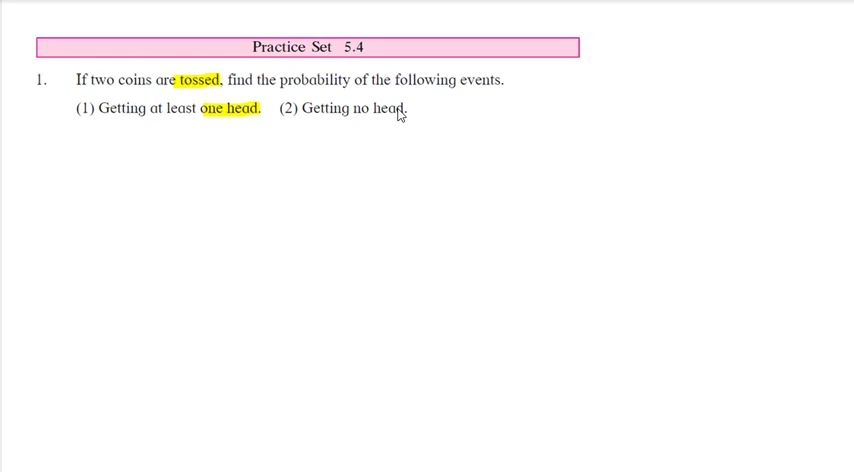 Practice Set 5.4
1. If two coins are tossed, find the probability of the following events.
(1) Getting at least one head. (2) Getting no head.